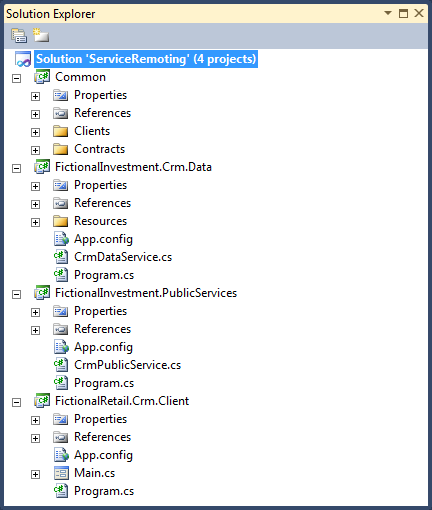 Solution Explorer
Solution 'ServiceRemoting' (4 projects)
Common
Properties
References
Clients
Contracts
FictionalInvestment.Crm.Data
Properties
References
Resources
App.config
CrmDataService.cs
Program.cs
FictionalInvestment.PublicServices
Properties
References
App.config
CrmPublicService.cs
Program.cs
FictionalRetail.Crm.Client
Properties
References
App.config
Main.cs
Program.cs